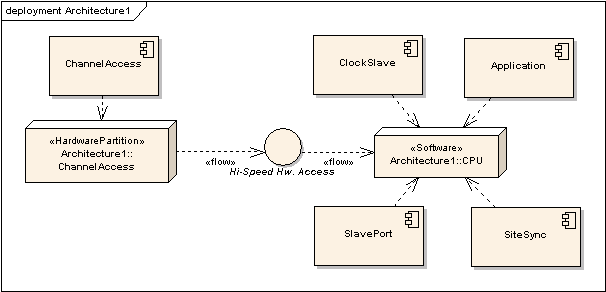 deployment Architecture1
ChannelAccess
ClockSlave
Application
«HardwarePartition»
Architecture1::
ChannelAccess
«flow»
Hi-Speed Hw. Access
«flow»
«Software»
Architecture1::CPU
SlavePort
SiteSync